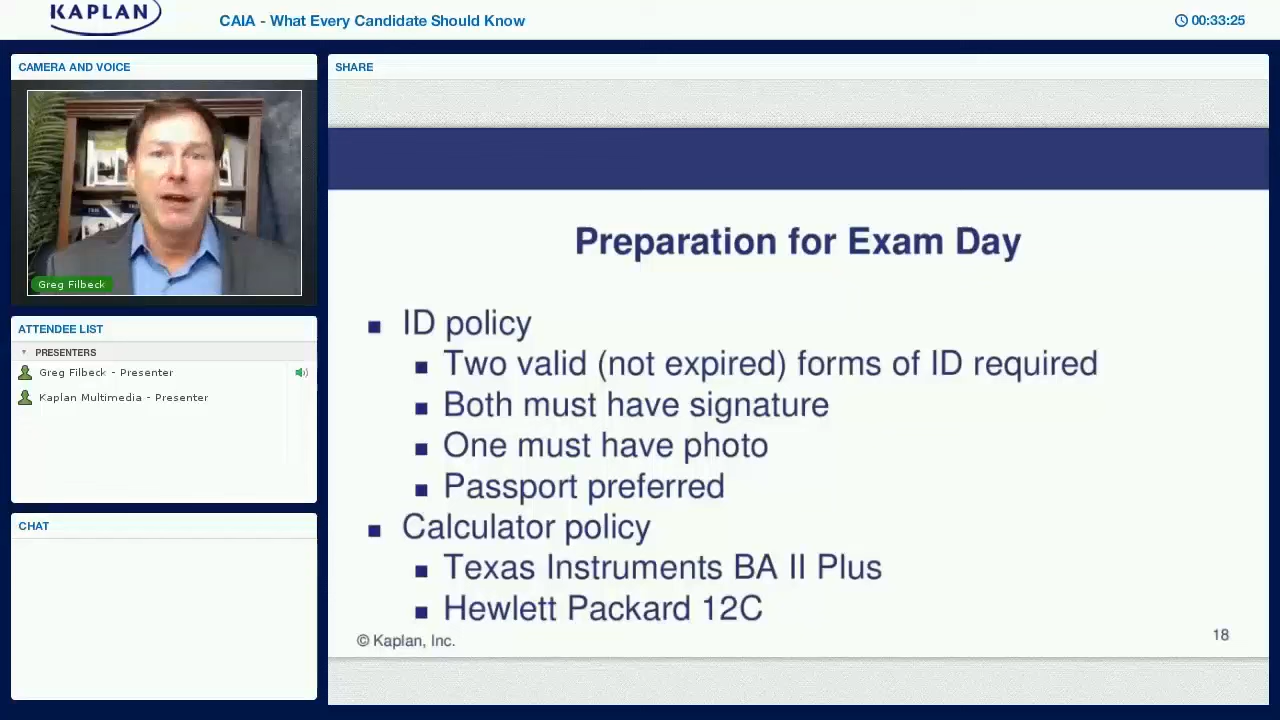 KAPLAN
CAIA - What Every Candidate Should Know
00:33:25
CAMERA AND VOICE
Greg Filbeck
ATTENDEE LIST
PRESENTERS
Greg Filbeck - Presenter
Kaplan Multimedia - Presenter
CHAT
SHARE
Preparation for Exam Day
ID policy
Two valid (not expired) forms of ID required
Both must have signature
One must have photo
Passport preferred
Calculator policy
Texas Instruments BA II Plus
Hewlett Packard 12C
© Kaplan, Inc.
18